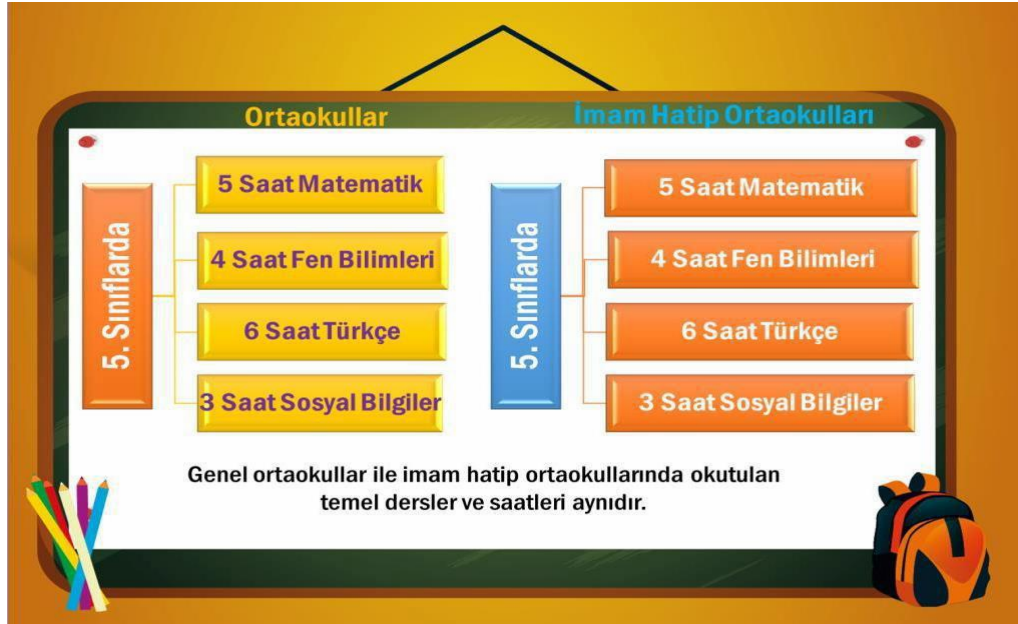 Ortaokullar
5. Sınıflarda
5 Saat Matematik
4 Saat Fen Bilimleri
6 Saat Türkçe
3 Saat Sosyal Bilgiler
İmam Hatip Ortaokulları
5. Sınıflarda
5 Saat Matematik
4 Saat Fen Bilimleri
6 Saat Türkçe
3 Saat Sosyal Bilgiler
Genel ortaokullar ile imam hatip ortaokullarında okutulan
temel dersler ve saatleri aynıdır.